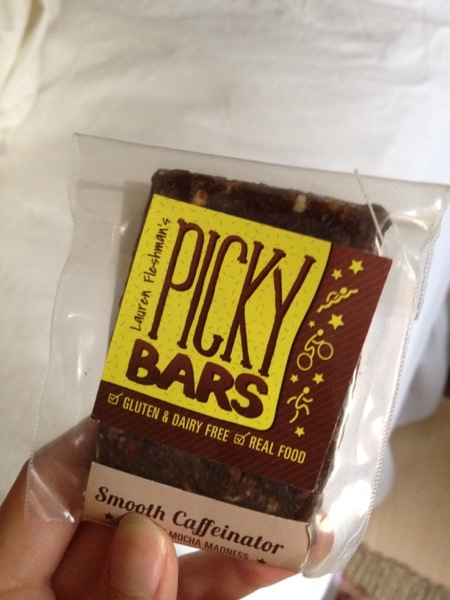 Lauren Fleshman's
PICKY
BARS
GLUTEN & DAIRY FREE REAL FOOD
Smooth Caffeinator
MOCHA MADNESS